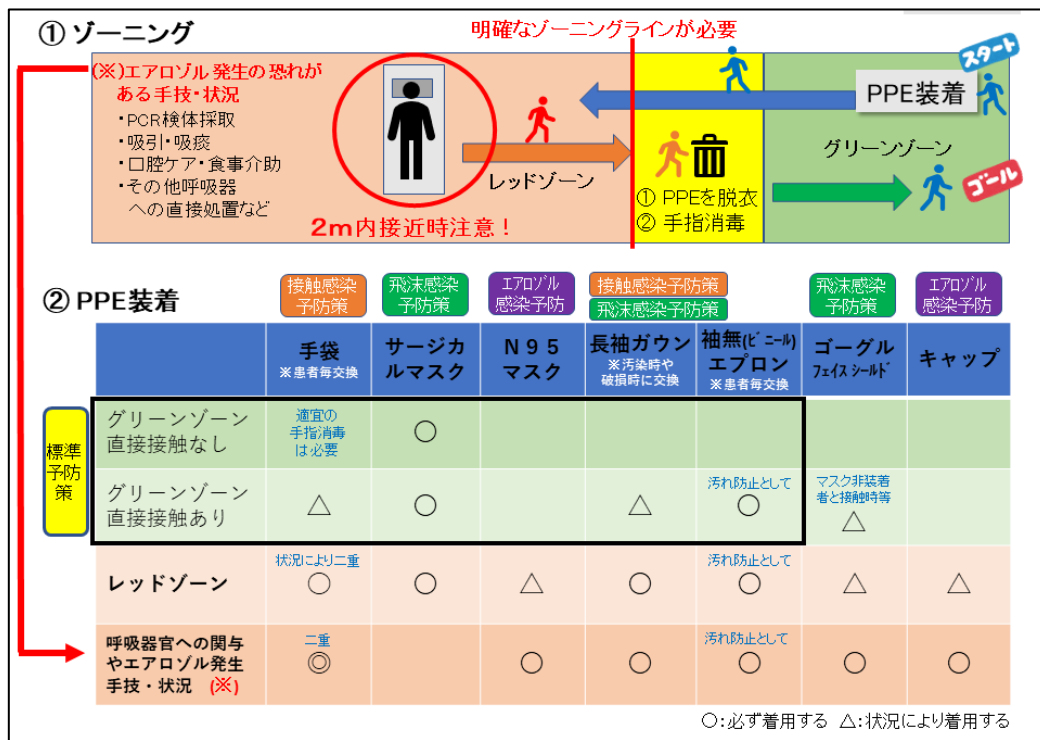 ① ゾーニング
明確なゾーニングラインが必要
(※)エアロゾル発生の恐れが
ある手技・状況
・PCR検体採取
・吸引・吸痰
・口腔ケア・食事介助
・その他呼吸器
への直接処置など
2m内接近時注意！
レッドゾーン
① PPEを脱衣
② 手指消毒
スタート
PPE装着
グリーンゾーン
ゴール
② PPE装着
接触感染
予防策
飛沫感染
予防策
エアロゾル
感染予防
接触感染予防策
飛沫感染予防策
飛沫感染
予防策
エアロゾル
感染予防
手袋
※患者毎交換
サージカ
ルマスク
N95
マスク
長袖ガウン
※汚染時や
破損時に交換
袖無(ビニール)
エプロン
※患者毎交換
ゴーグル
フェイスシールド
キャップ
標準
予防
策
グリーンゾーン
直接接触なし
適宜の
手指消毒
は必要
○
グリーンゾーン
直接接触あり
△
○
△
汚れ防止として
○
マスク非装着
者と接触時等
△
レッドゾーン
状況により二重
○
○
△
○
汚れ防止として
○
△
△
呼吸器官への関与
やエアロゾル発生
手技・状況 (※)
二重
◎
○
○
汚れ防止として
○
○
○
○:必ず着用する △:状況により着用する